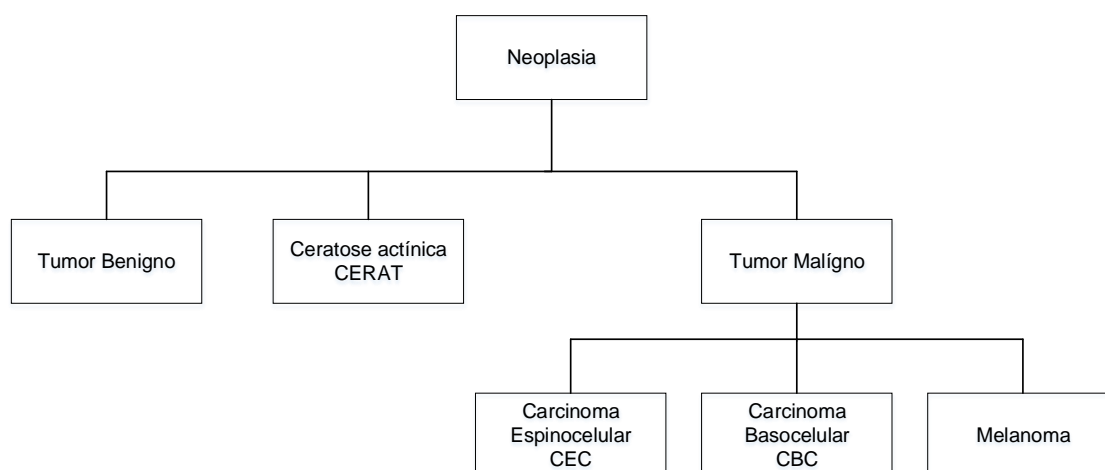 Neoplasia
Tumor Benigno
Ceratose actínica
CERAT
Tumor Malígno
Carcinoma
Espinocelular
CEC
Carcinoma
Basocelular
CBC
Melanoma